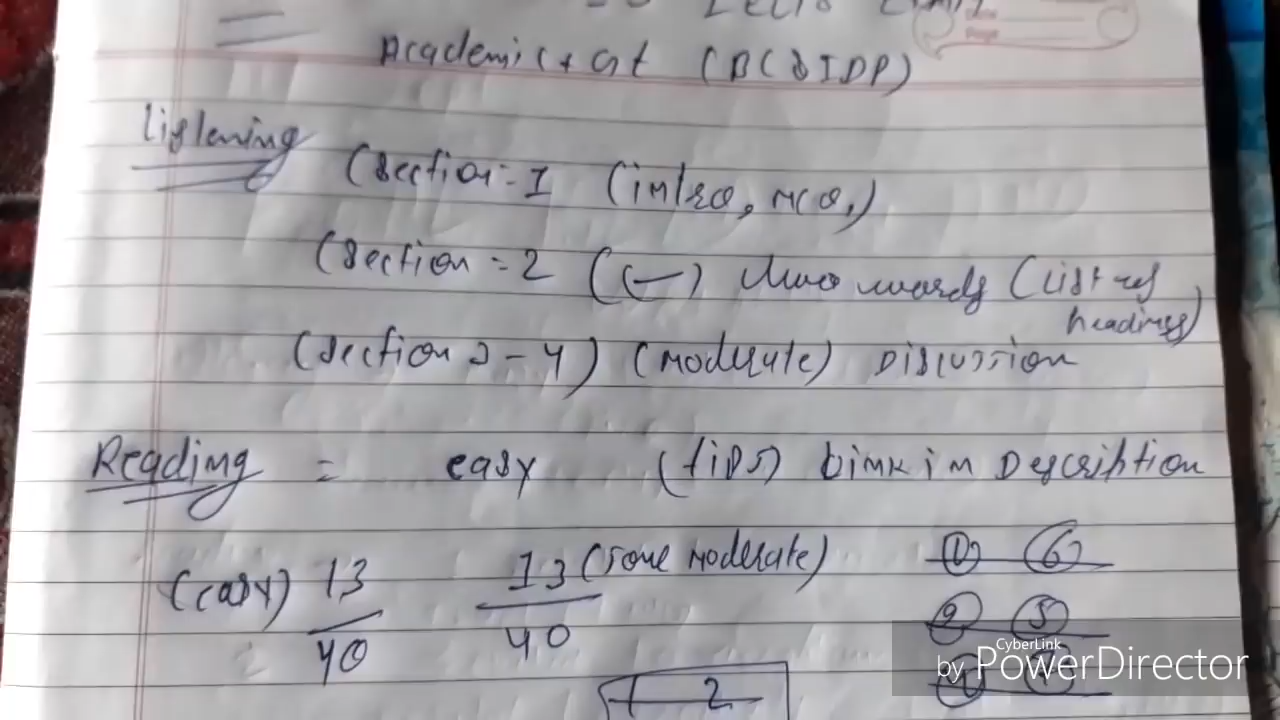 IELTS
Academic + Gt (BC & IDP)
Listening
(Section - 1 (intro, MCQ,)
(Section = 2 ((—) two words (List of headings)
(Section 3 - 4) (Moderate) Discussion
Reading = easy (tips) Link in Description
(easy) 13/40 13/40 (some Moderate)
1 6
2 5
2
CyberLink
by PowerDirector